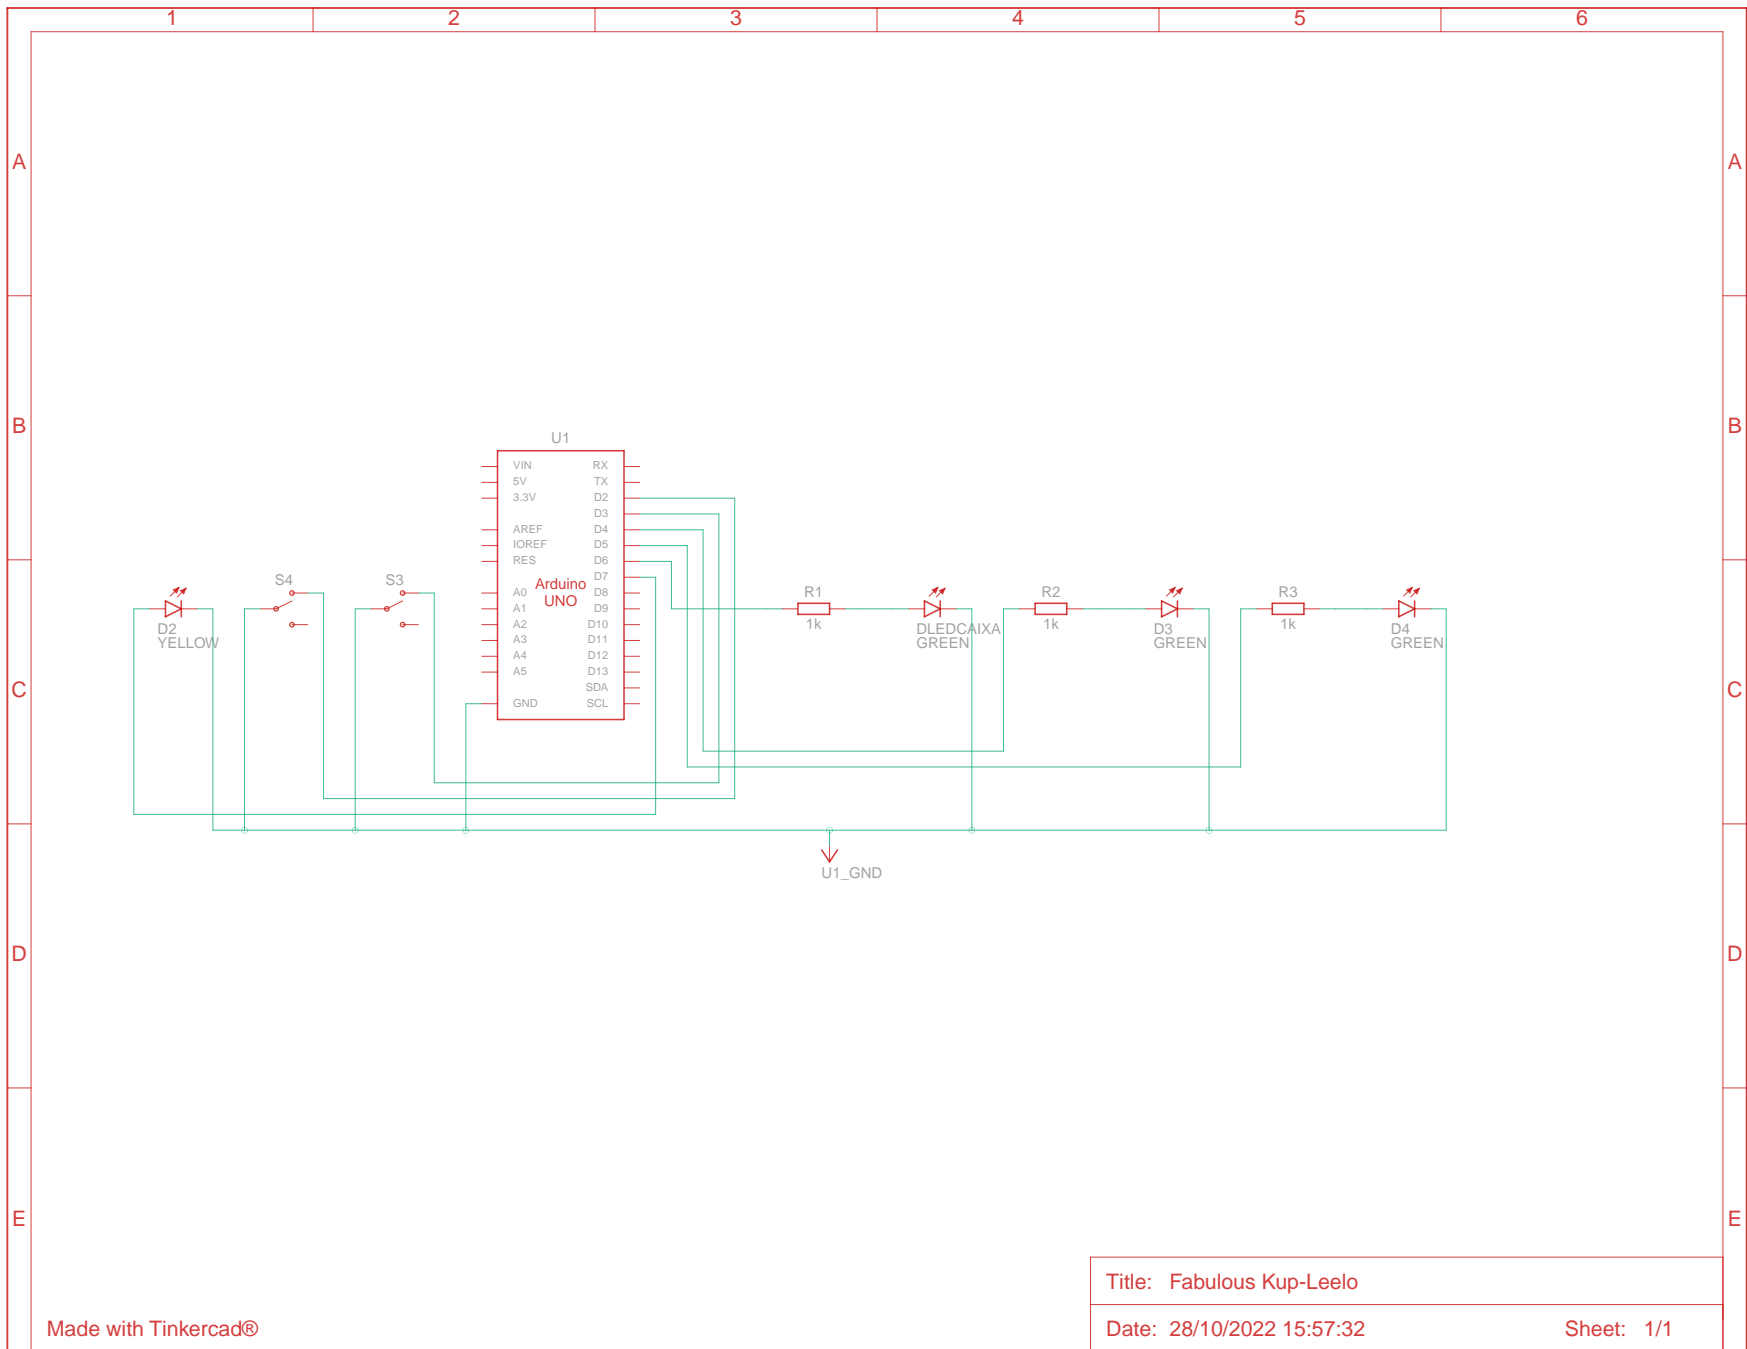 1 2 3 4 5 6
A A
B B
U1
VIN RX
5V TX
3.3V D2
D3
AREF D4
IOREF D5
RES D6
D7
Arduino
UNO
A0 D8
A1 D9
A2 D10
A3 D11
A4 D12
A5 D13
SDA
GND SCL
S4 S3 R1 R2 R3
D2
YELLOW
1k
DLEDCAIXA
GREEN
1k
D3
GREEN
1k
D4
GREEN
C C
U1_GND
D D
E E
Title: Fabulous Kup-Leelo
Made with Tinkercad®
Date: 28/10/2022 15:57:32 Sheet: 1/1